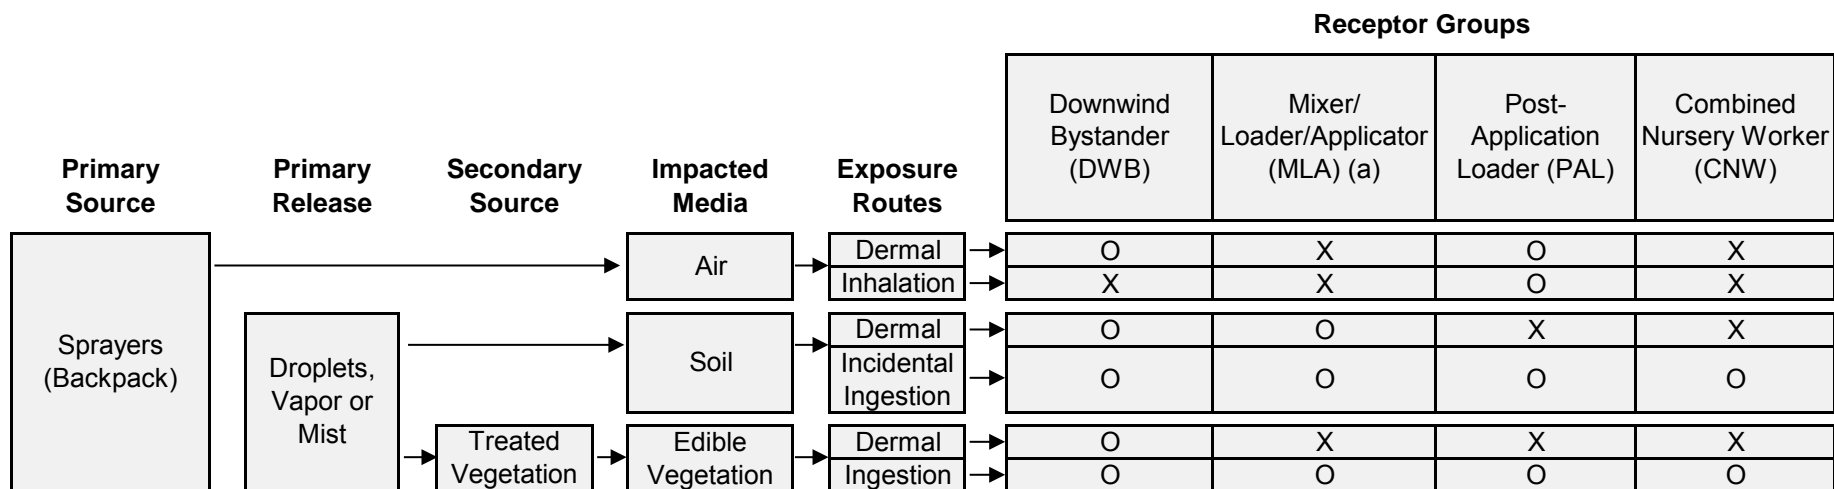 Receptor Groups
Downwind
Bystander
(DWB)
Mixer/
Loader/Applicator
(MLA) (a)
Post-
Application
Loader (PAL)
Combined
Nursery Worker
(CNW)
Primary
Source
Primary
Release
Secondary
Source
Impacted
Media
Exposure
Routes
Sprayers
(Backpack)
Droplets,
Vapor or
Mist
Treated
Vegetation
Air
Dermal O X O X
Inhalation X X O X
Soil
Dermal O O X X
Incidental
Ingestion
O O O O
Edible
Vegetation
Dermal O X X X
Ingestion O O O O